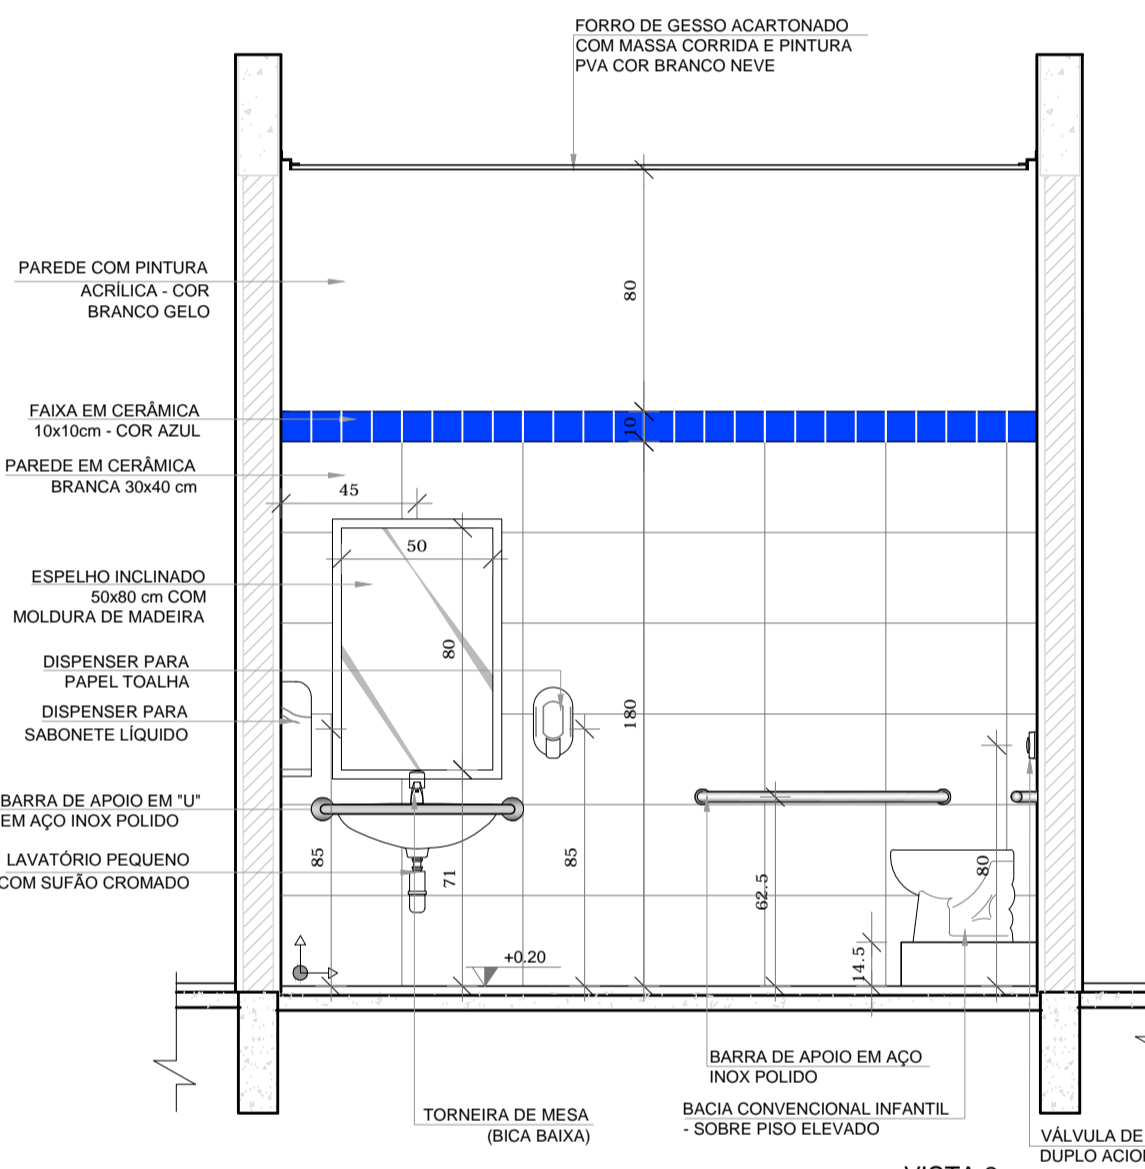 FORRO DE GESSO ACARTONADO
COM MASSA CORRIDA E PINTURA
PVA COR BRANCO NEVE
PAREDE COM PINTURA
ACRÍLICA - COR
BRANCO GELO
80
FAIXA EM CERÂMICA
10x10cm - COR AZUL
10
PAREDE EM CERÂMICA
BRANCA 30x40 cm
45
50
ESPELHO INCLINADO
50x80 cm COM
MOLDURA DE MADEIRA
80
DISPENSER PARA
PAPEL TOALHA
DISPENSER PARA
SABONETE LÍQUIDO
180
BARRA DE APOIO EM "U"
EM AÇO INOX POLIDO
LAVATÓRIO PEQUENO
COM SUFÃO CROMADO
85
71
85
62.5
80
14.5
+0.20
BARRA DE APOIO EM AÇO
INOX POLIDO
TORNEIRA DE MESA
(BICA BAIXA)
BACIA CONVENCIONAL INFANTIL
- SOBRE PISO ELEVADO
VÁLVULA DE
DUPLO